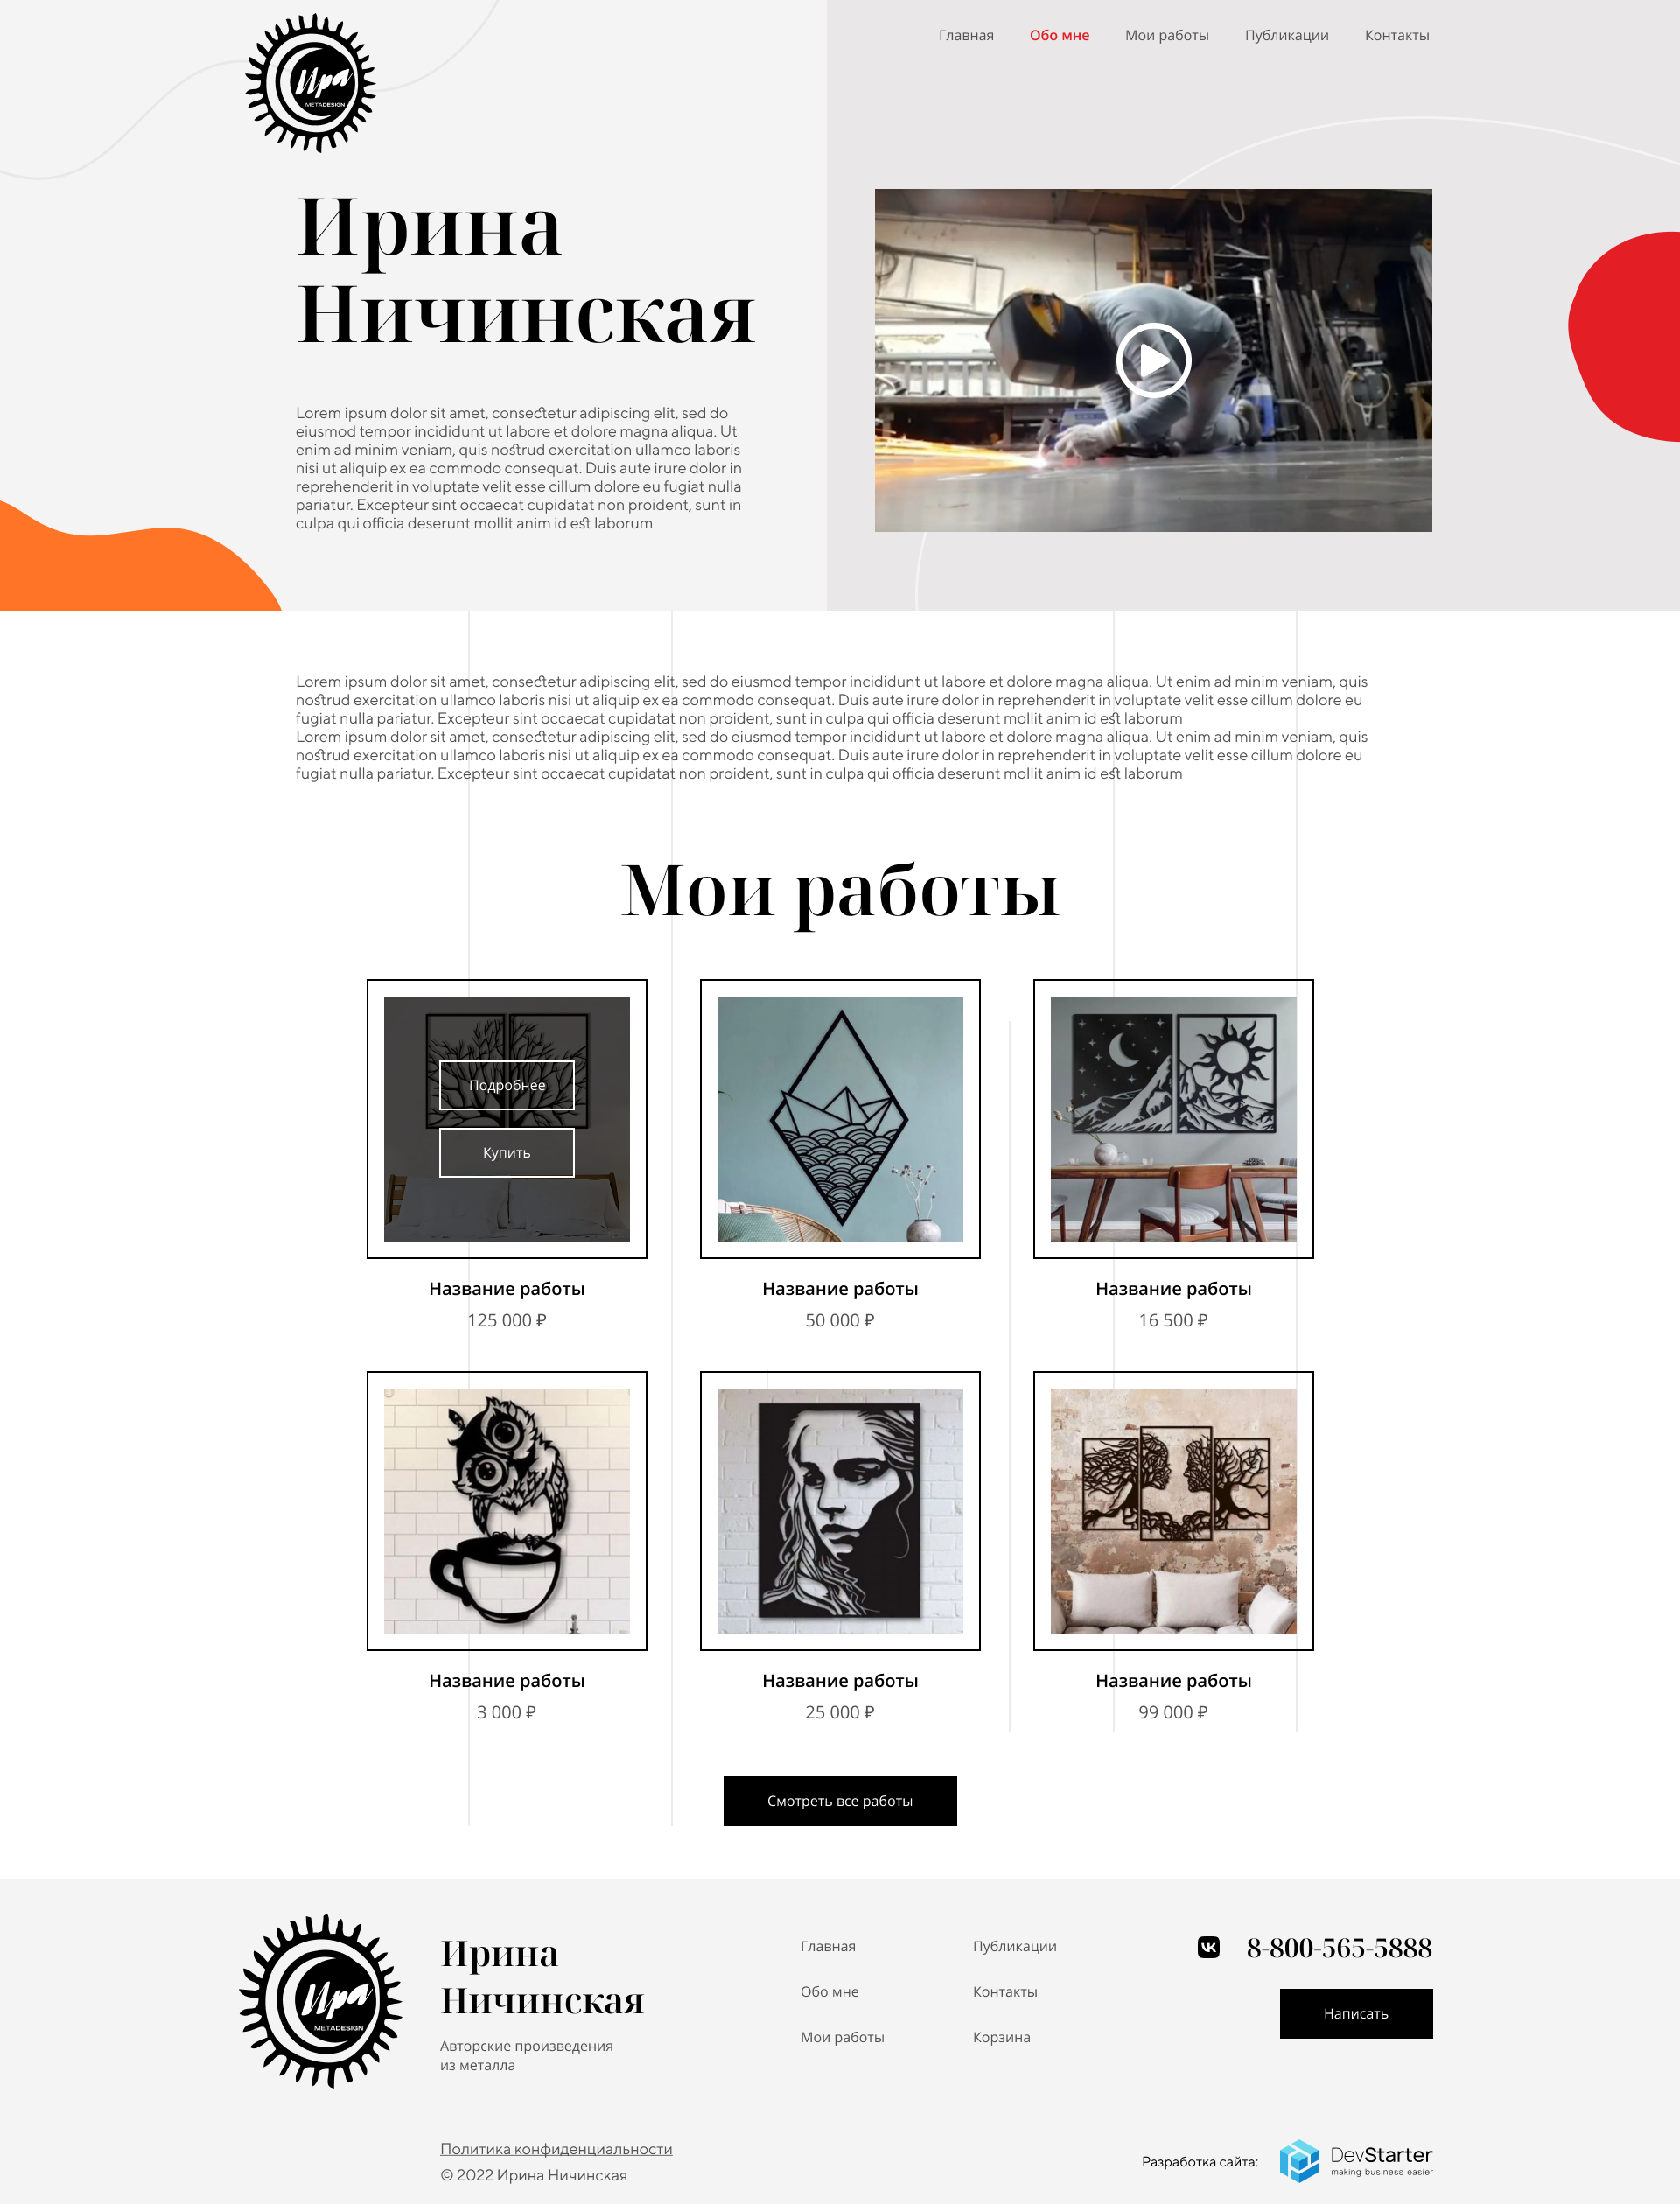 Ира
METADESIGN
Главная Обо мне Мои работы Публикации Контакты
Ирина
Ничинская
Lorem ipsum dolor sit amet, consectetur adipiscing elit, sed do
eiusmod tempor incididunt ut labore et dolore magna aliqua. Ut
enim ad minim veniam, quis nostrud exercitation ullamco laboris
nisi ut aliquip ex ea commodo consequat. Duis aute irure dolor in
reprehenderit in voluptate velit esse cillum dolore eu fugiat nulla
pariatur. Excepteur sint occaecat cupidatat non proident, sunt in
culpa qui officia deserunt mollit anim id est laborum
Lorem ipsum dolor sit amet, consectetur adipiscing elit, sed do eiusmod tempor incididunt ut labore et dolore magna aliqua. Ut enim ad minim veniam, quis
nostrud exercitation ullamco laboris nisi ut aliquip ex ea commodo consequat. Duis aute irure dolor in reprehenderit in voluptate velit esse cillum dolore eu
fugiat nulla pariatur. Excepteur sint occaecat cupidatat non proident, sunt in culpa qui officia deserunt mollit anim id est laborum
Lorem ipsum dolor sit amet, consectetur adipiscing elit, sed do eiusmod tempor incididunt ut labore et dolore magna aliqua. Ut enim ad minim veniam, quis
nostrud exercitation ullamco laboris nisi ut aliquip ex ea commodo consequat. Duis aute irure dolor in reprehenderit in voluptate velit esse cillum dolore eu
fugiat nulla pariatur. Excepteur sint occaecat cupidatat non proident, sunt in culpa qui officia deserunt mollit anim id est laborum
Мои работы
Подробнее
Купить
Название работы Название работы Название работы
125 000 ₽ 50 000 ₽ 16 500 ₽
Название работы Название работы Название работы
3 000 ₽ 25 000 ₽ 99 000 ₽
Смотреть все работы
Ира
METADESIGN
Ирина
Ничинская
Авторские произведения
из металла
Главная Публикации
Обо мне Контакты
Мои работы Корзина
8-800-565-5888
Написать
Политика конфиденциальности
© 2022 Ирина Ничинская
Разработка сайта:
DevStarter
making business easier